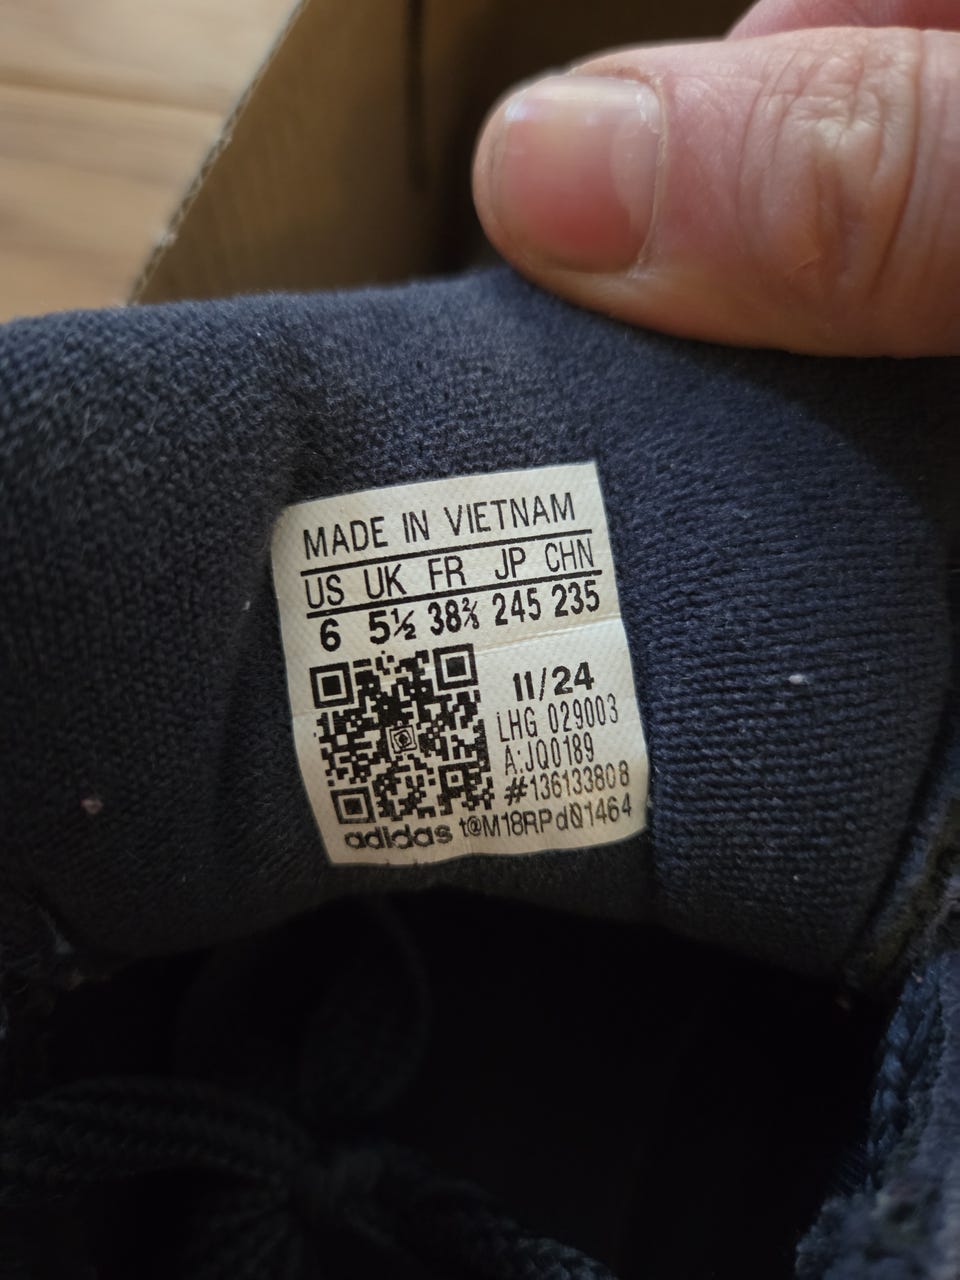 MADE IN VIETNAM
US UK FR JP CHN
6 5½ 38⅔ 245 235
11/24
LHG 029003
A:JQ0189
#136133808
adidas t@M18RPdQ1464